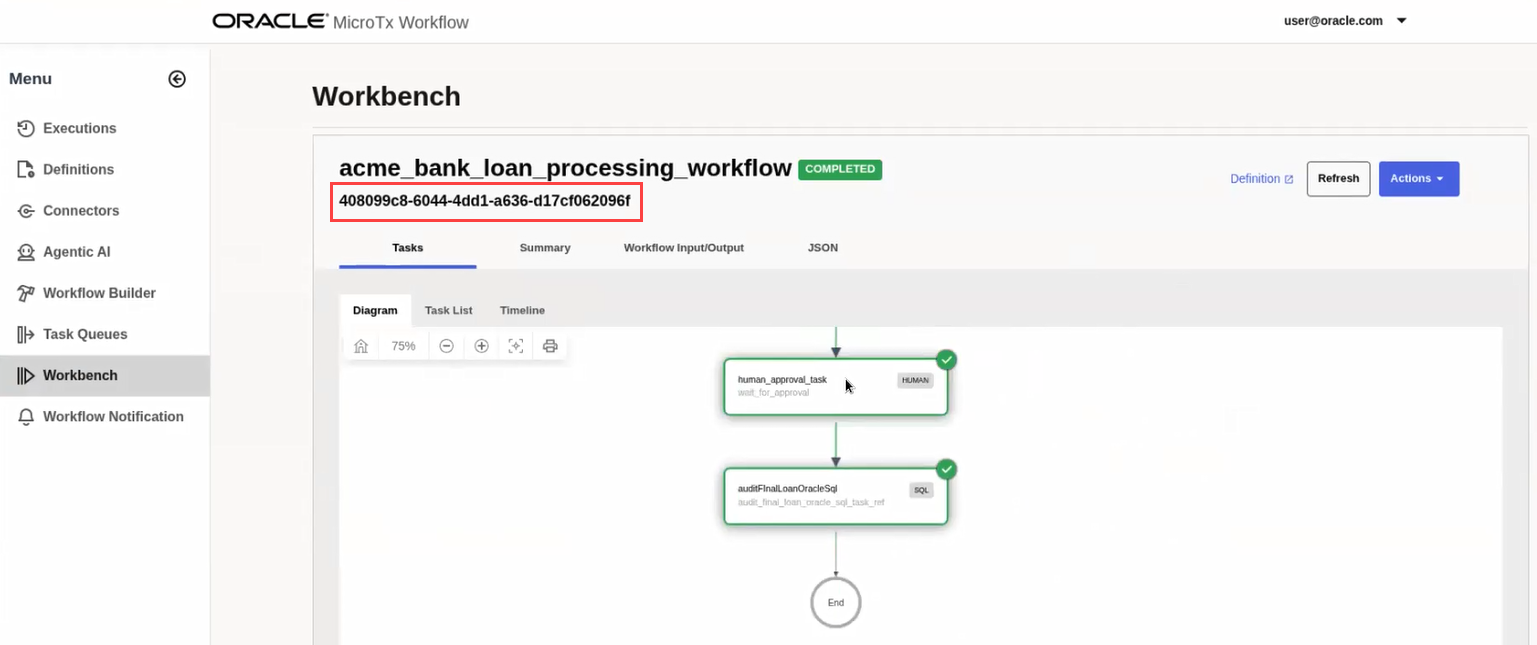 ORACLE MicroTx Workflow
user@oracle.com
Menu
Executions
Definitions
Connectors
Agentic AI
Workflow Builder
Task Queues
Workbench
Workflow Notification
Workbench
acme_bank_loan_processing_workflow COMPLETED
408099c8-6044-4dd1-a636-d17cf062096f
Definition Refresh Actions
Tasks Summary Workflow Input/Output JSON
Diagram Task List Timeline
75%
human_approval_task HUMAN
wait_for_approval
auditFInalLoanOracleSql SQL
audit_final_loan_oracle_sql_task_ref
End